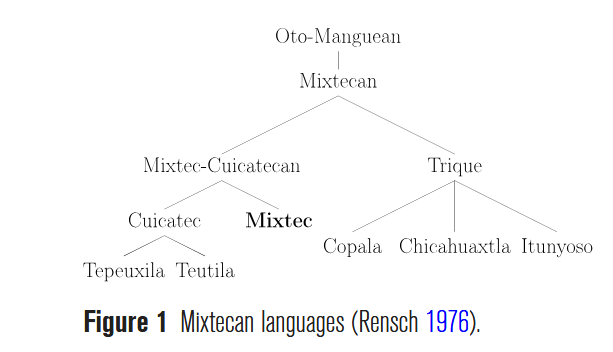 Oto-Manguean
Mixtecan
Mixtec-Cuicatecan Trique
Cuicatec Mixtec
Copala Chicahuaxtla Itunyoso
Tepeuxila Teutila
Figure 1 Mixtecan languages (Rensch 1976).